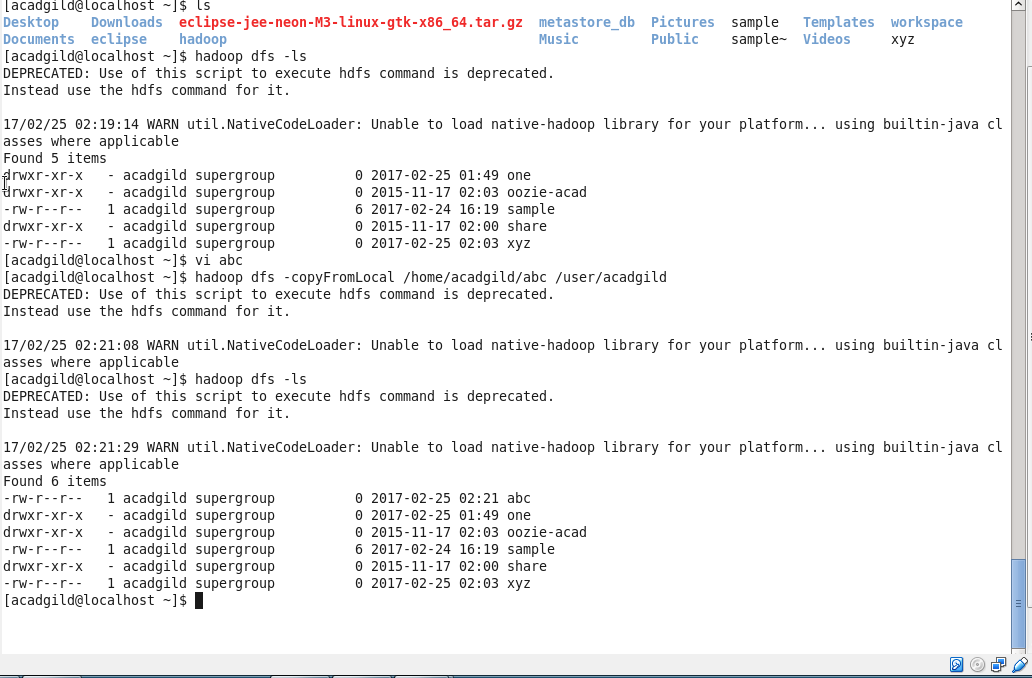 [acadgild@localhost ~]$ ls
Desktop    Downloads  eclipse-jee-neon-M3-linux-gtk-x86_64.tar.gz  metastore_db  Pictures  sample   Templates  workspace
Documents  eclipse    hadoop                                       Music         Public    sample~  Videos     xyz
[acadgild@localhost ~]$ hadoop dfs -ls
DEPRECATED: Use of this script to execute hdfs command is deprecated.
Instead use the hdfs command for it.

17/02/25 02:19:14 WARN util.NativeCodeLoader: Unable to load native-hadoop library for your platform... using builtin-java cl
asses where applicable
Found 5 items
drwxr-xr-x   - acadgild supergroup          0 2017-02-25 01:49 one
drwxr-xr-x   - acadgild supergroup          0 2015-11-17 02:03 oozie-acad
-rw-r--r--   1 acadgild supergroup          6 2017-02-24 16:19 sample
drwxr-xr-x   - acadgild supergroup          0 2015-11-17 02:00 share
-rw-r--r--   1 acadgild supergroup          0 2017-02-25 02:03 xyz
[acadgild@localhost ~]$ vi abc
[acadgild@localhost ~]$ hadoop dfs -copyFromLocal /home/acadgild/abc /user/acadgild
DEPRECATED: Use of this script to execute hdfs command is deprecated.
Instead use the hdfs command for it.

17/02/25 02:21:08 WARN util.NativeCodeLoader: Unable to load native-hadoop library for your platform... using builtin-java cl
asses where applicable
[acadgild@localhost ~]$ hadoop dfs -ls
DEPRECATED: Use of this script to execute hdfs command is deprecated.
Instead use the hdfs command for it.

17/02/25 02:21:29 WARN util.NativeCodeLoader: Unable to load native-hadoop library for your platform... using builtin-java cl
asses where applicable
Found 6 items
-rw-r--r--   1 acadgild supergroup          0 2017-02-25 02:21 abc
drwxr-xr-x   - acadgild supergroup          0 2017-02-25 01:49 one
drwxr-xr-x   - acadgild supergroup          0 2015-11-17 02:03 oozie-acad
-rw-r--r--   1 acadgild supergroup          6 2017-02-24 16:19 sample
drwxr-xr-x   - acadgild supergroup          0 2015-11-17 02:00 share
-rw-r--r--   1 acadgild supergroup          0 2017-02-25 02:03 xyz
[acadgild@localhost ~]$